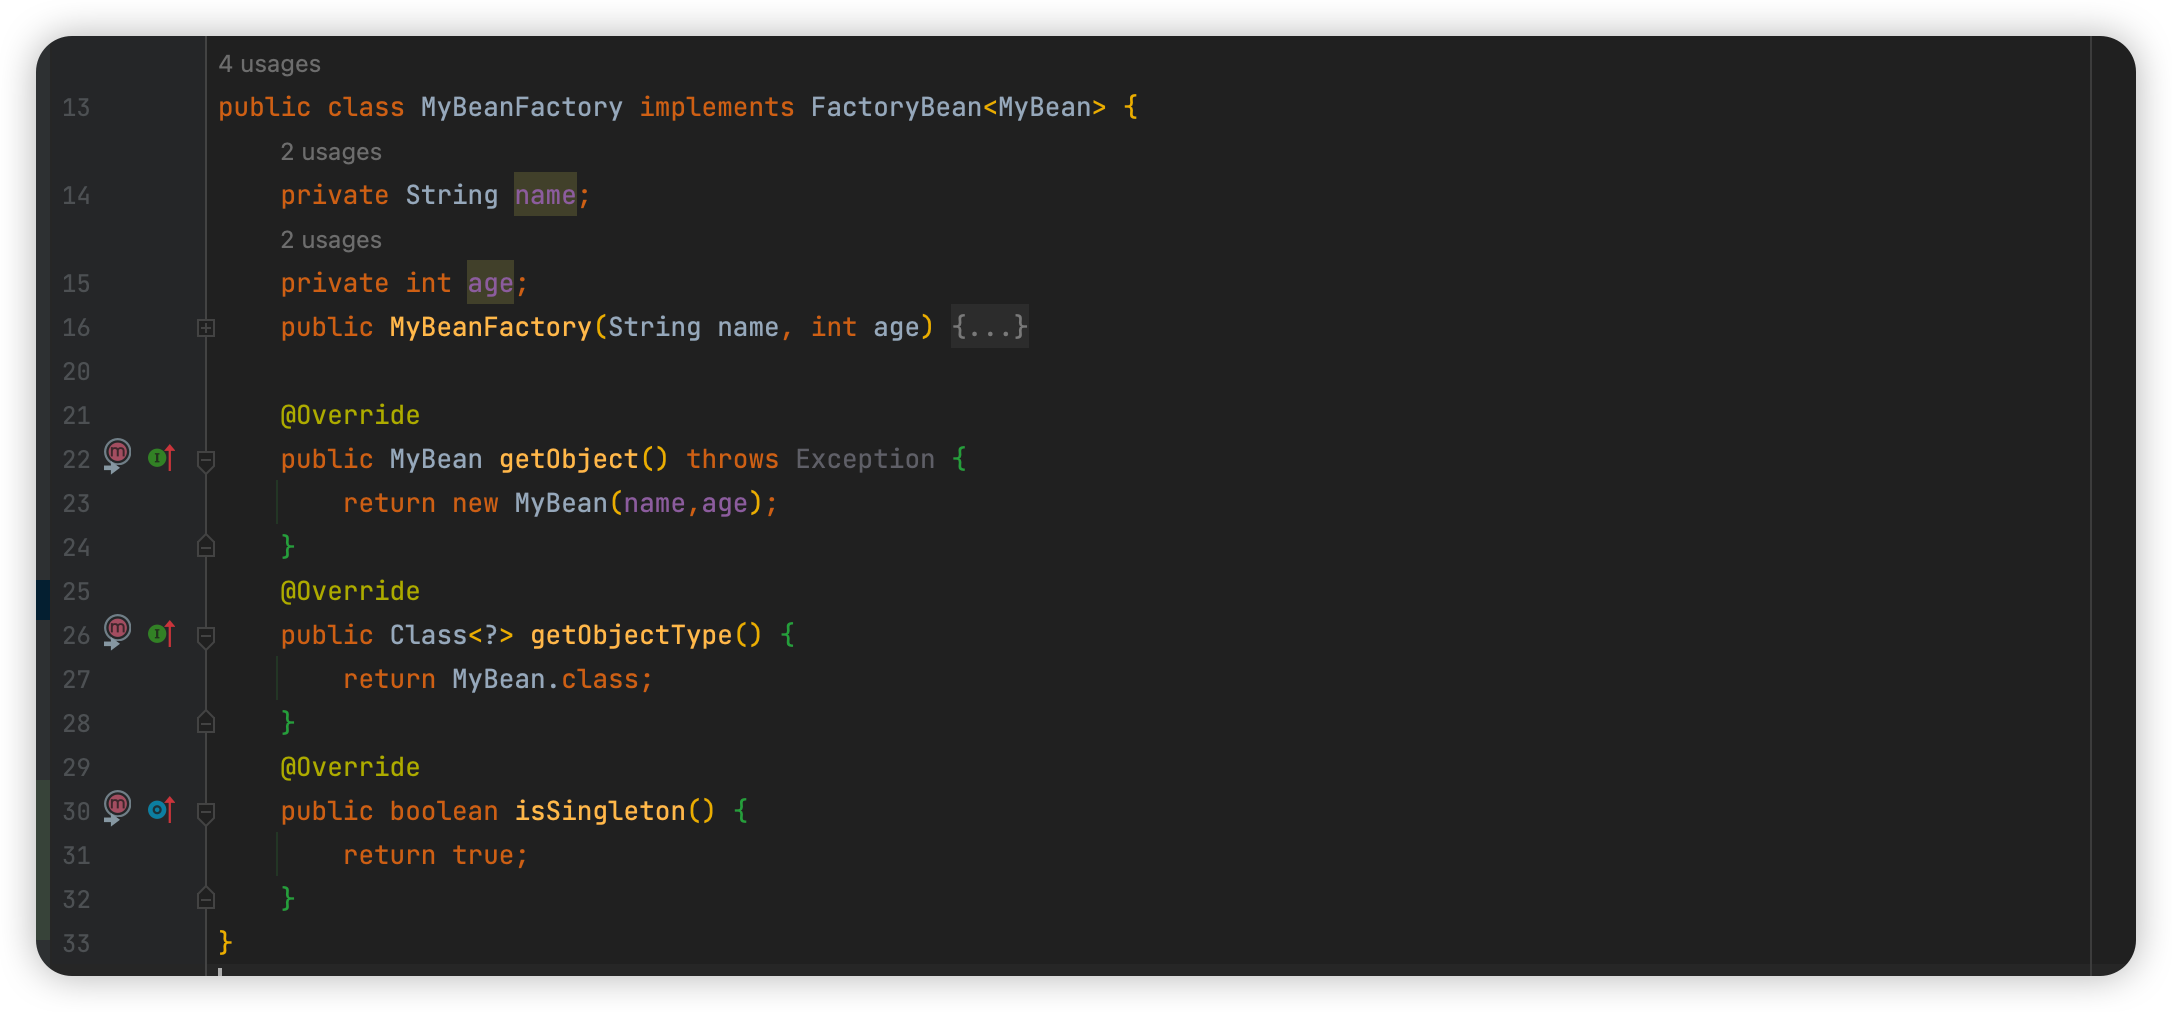 4 usages
13 public class MyBeanFactory implements FactoryBean<MyBean> {
2 usages
14 private String name;
2 usages
15 private int age;
16 public MyBeanFactory(String name, int age) {...}
20
21 @Override
22 public MyBean getObject() throws Exception {
23 return new MyBean(name,age);
24 }
25 @Override
26 public Class<?> getObjectType() {
27 return MyBean.class;
28 }
29 @Override
30 public boolean isSingleton() {
31 return true;
32 }
33 }